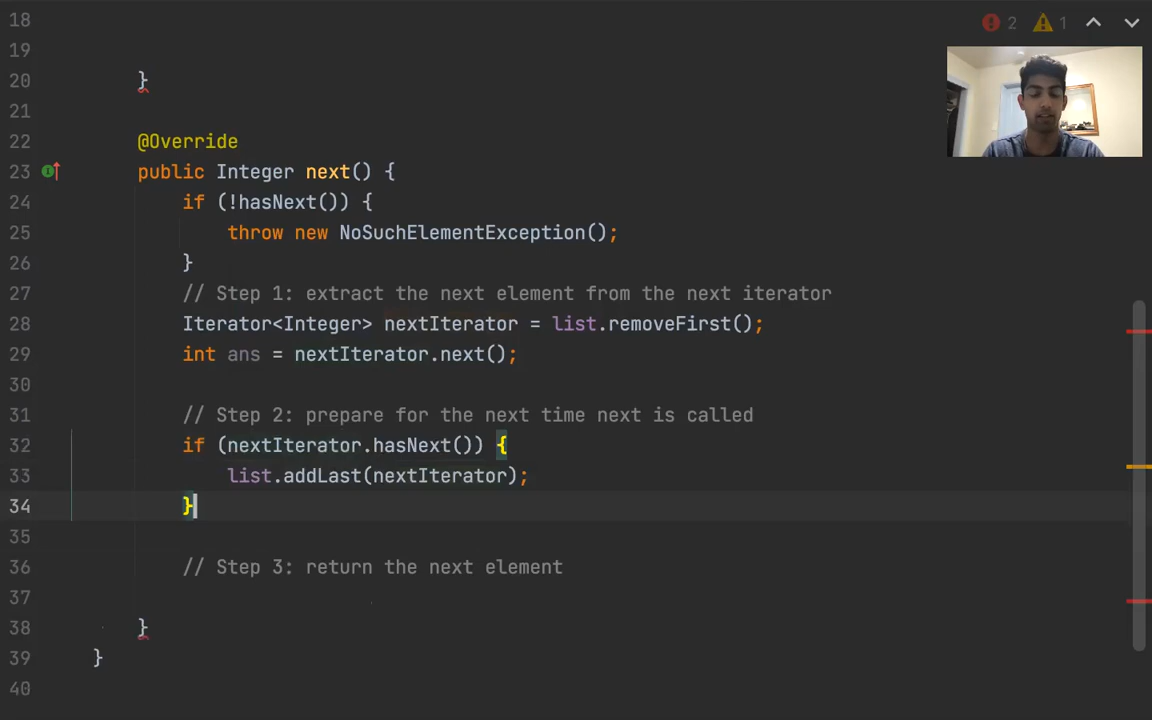 18
2 1
19
20 }
21
22 @Override
23 public Integer next() {
24 if (!hasNext()) {
25 throw new NoSuchElementException();
26 }
27 // Step 1: extract the next element from the next iterator
28 Iterator<Integer> nextIterator = list.removeFirst();
29 int ans = nextIterator.next();
30
31 // Step 2: prepare for the next time next is called
32 if (nextIterator.hasNext()) {
33 list.addLast(nextIterator);
34 }
35
36 // Step 3: return the next element
37
38 }
39 }
40